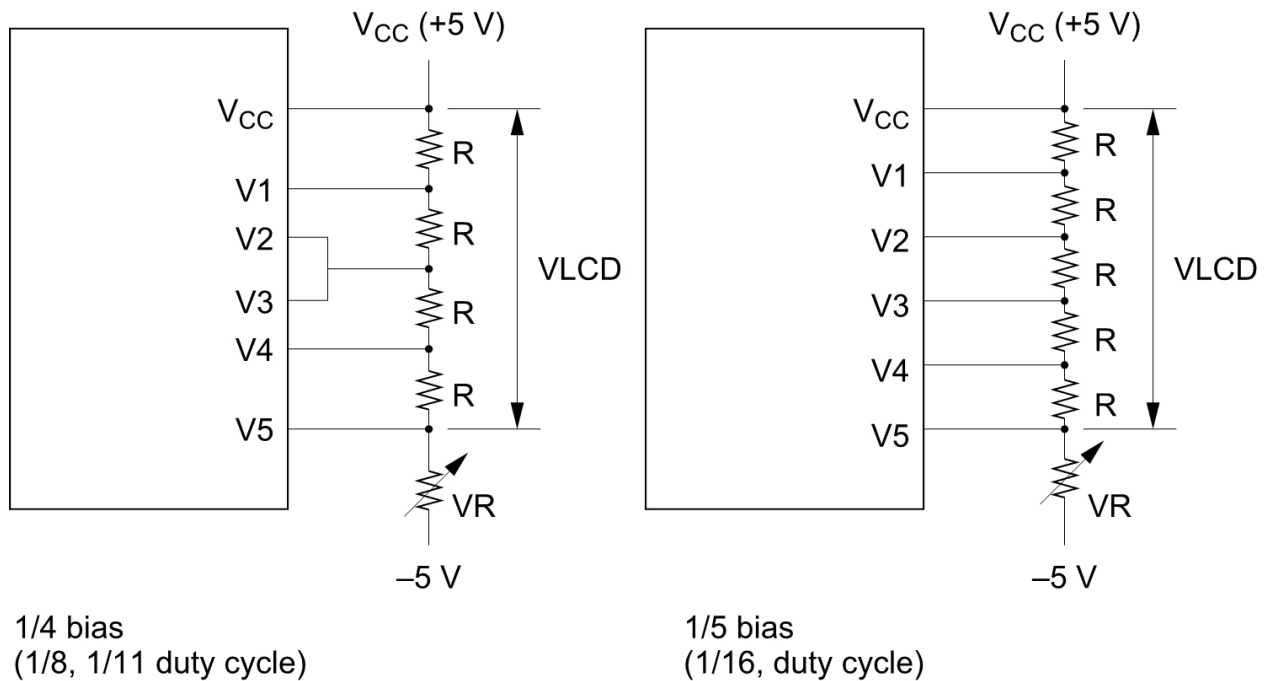 VCC (+5 V)
VCC
R
V1
V2
R
VLCD
V3
R
V4
R
V5
VR
–5 V
1/4 bias
(1/8, 1/11 duty cycle)
VCC (+5 V)
VCC
R
V1
R
V2
R
VLCD
V3
R
V4
R
V5
VR
–5 V
1/5 bias
(1/16, duty cycle)